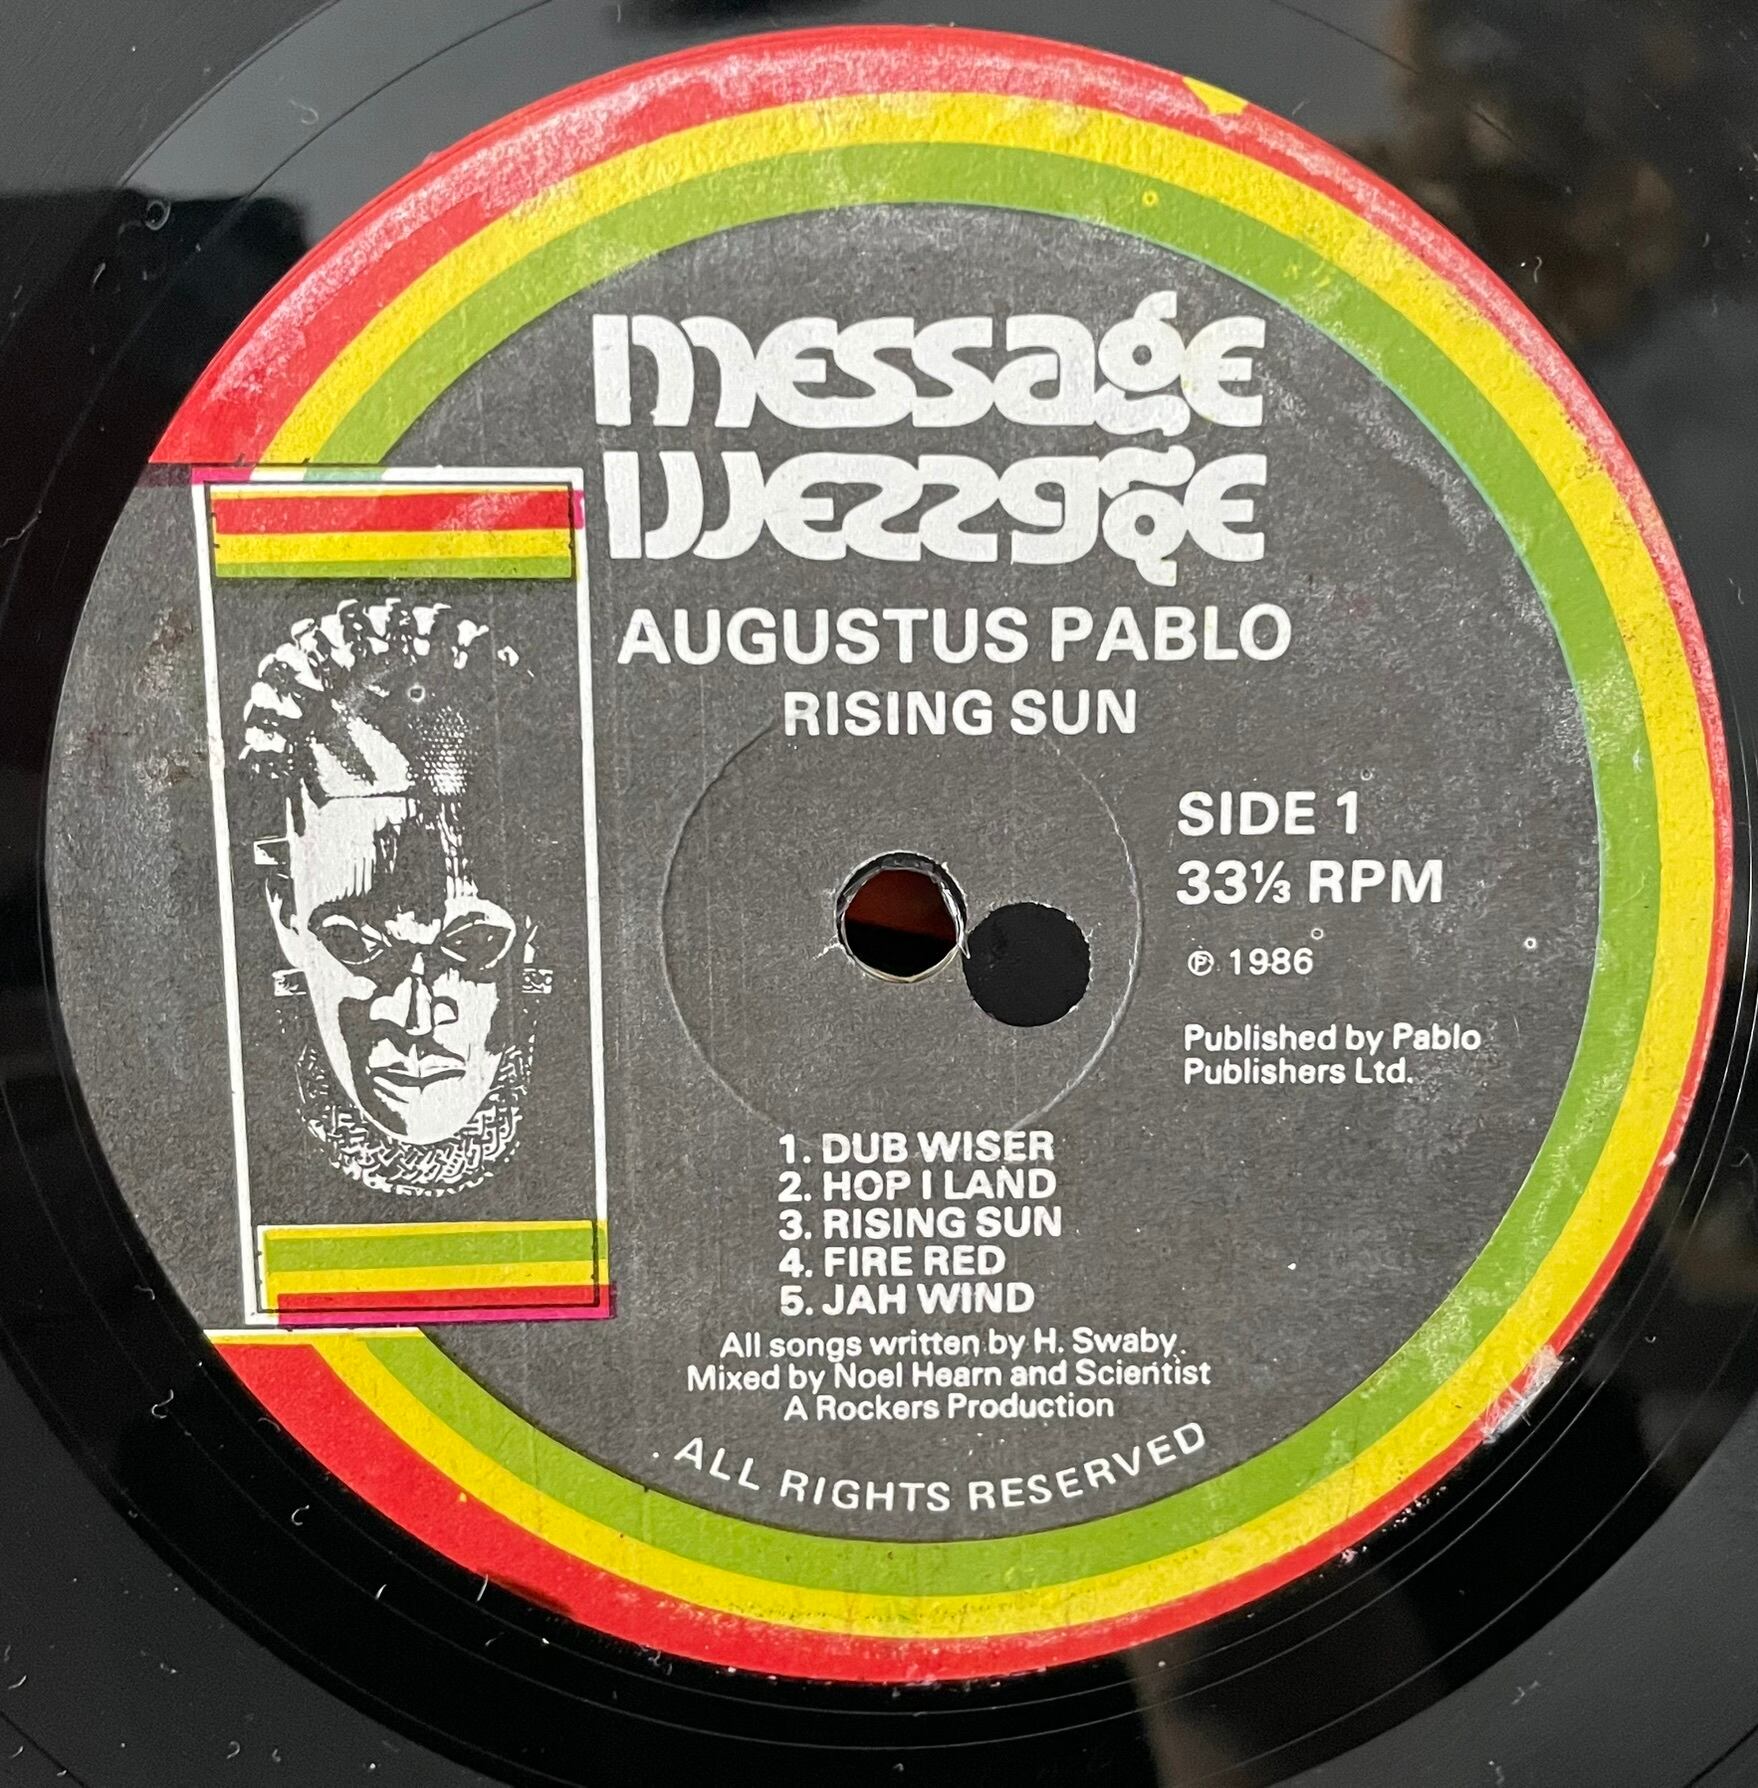 message
message
AUGUSTUS PABLO
RISING SUN
SIDE 1
33⅓ RPM
℗ 1986
Published by Pablo
Publishers Ltd.
1. DUB WISER
2. HOP I LAND
3. RISING SUN
4. FIRE RED
5. JAH WIND
All songs written by H. Swaby.
Mixed by Noel Hearn and Scientist
A Rockers Production
. ALL RIGHTS RESERVED